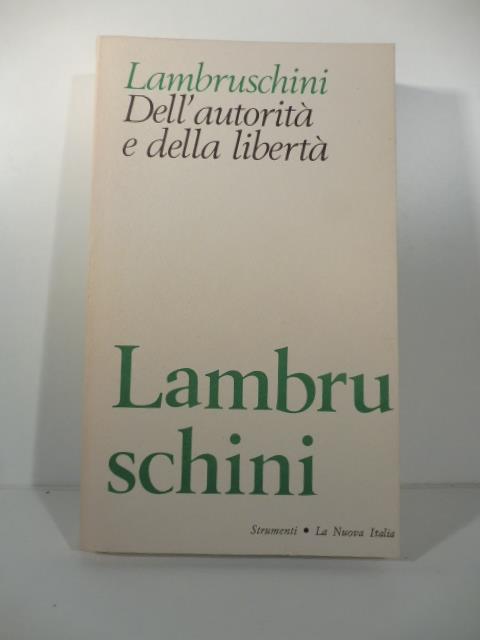 Lambruschini
Dell'autorità
e della libertà
Lambru
schini
Strumenti • La Nuova Italia